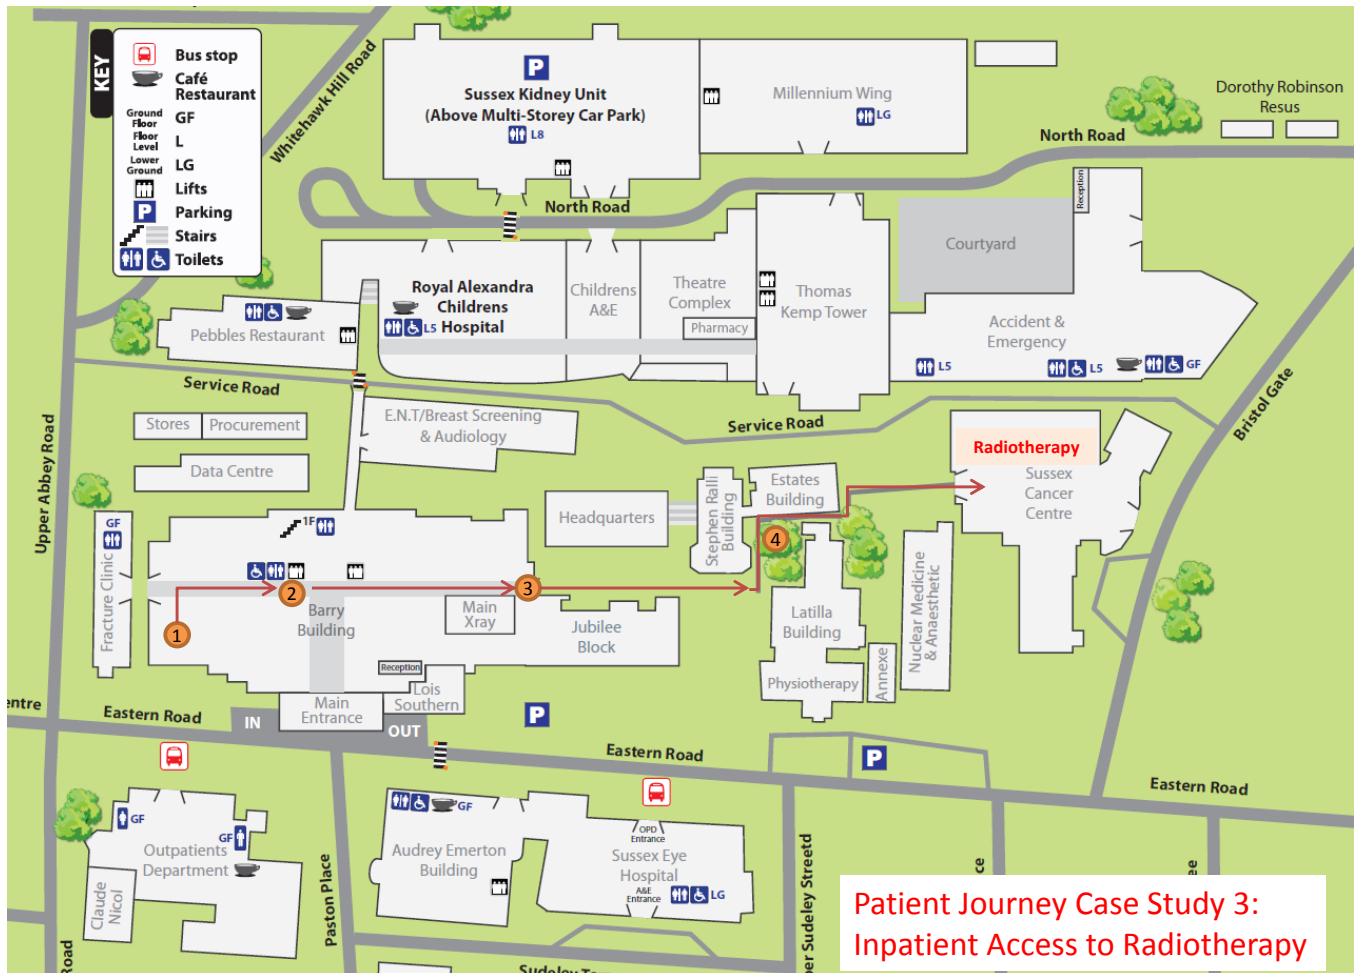 KEY
Bus stop
Café
Restaurant
Ground
Floor
GF
Floor
Level
L
Lower
Ground
LG
Lifts
P
Parking
Stairs
Toilets
Whitehawk Hill Road
P
Sussex Kidney Unit
(Above Multi-Storey Car Park)
L8
Millennium Wing
LG
Dorothy Robinson
Resus
North Road
North Road
Reception
Courtyard
Royal Alexandra
Childrens
L5 Hospital
Childrens
A&E
Theatre
Complex
Pharmacy
Thomas
Kemp Tower
Accident &
Emergency
L5
L5
GF
Pebbles Restaurant
Service Road
Service Road
Bristol Gate
Upper Abbey Road
Stores
Procurement
E.N.T/Breast Screening
& Audiology
Data Centre
Radiotherapy
Sussex
Cancer
Centre
Estates
Building
Stephen Ralli
Building
Headquarters
GF
Fracture Clinic
1F
1
2
3
4
Barry
Building
Main
Xray
Jubilee
Block
Latilla
Building
Nuclear Medicine
& Anaesthetic
Annexe
Physiotherapy
Reception
Lois
Southern
Main
Entrance
IN
OUT
P
P
entre
Eastern Road
Eastern Road
Eastern Road
GF
GF
Outpatients
Department
Claude
Nicol
Road
Paston Place
GF
Audrey Emerton
Building
OPD
Entrance
Sussex Eye
Hospital
A&E
Entrance
LG
per Sudeley Streetd
ce
ee
Patient Journey Case Study 3:
Inpatient Access to Radiotherapy